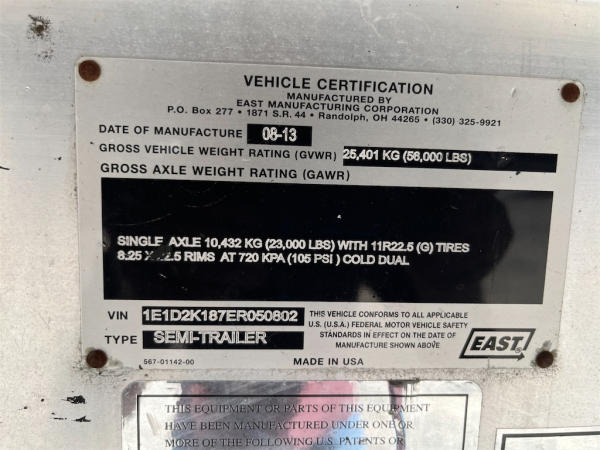 VEHICLE CERTIFICATION
MANUFACTURED BY
EAST MANUFACTURING CORPORATION
P.O. Box 277 • 1871 S.R. 44 • Randolph, OH 44265 • (330) 325-9921
DATE OF MANUFACTURE 08-13
GROSS VEHICLE WEIGHT RATING (GVWR) 25,401 KG (56,000 LBS)
GROSS AXLE WEIGHT RATING (GAWR)
SINGLE AXLE 10,432 KG (23,000 LBS) WITH 11R22.5 (G) TIRES
8.25 X 22.5 RIMS AT 720 KPA (105 PSI) COLD DUAL
VIN 1E1D2K187ER050802
TYPE SEMI-TRAILER
THIS VEHICLE CONFORMS TO ALL APPLICABLE
U.S. (U.S.A.) FEDERAL MOTOR VEHICLE SAFETY
STANDARDS IN EFFECT ON THE DATE OF
MANUFACTURE SHOWN ABOVE
EAST
567-01142-00
MADE IN USA
THIS EQUIPMENT OR PARTS OF THIS EQUIPMENT
HAVE BEEN MANUFACTURED UNDER ONE OR
MORE OF THE FOLLOWING U.S. PATENTS OR